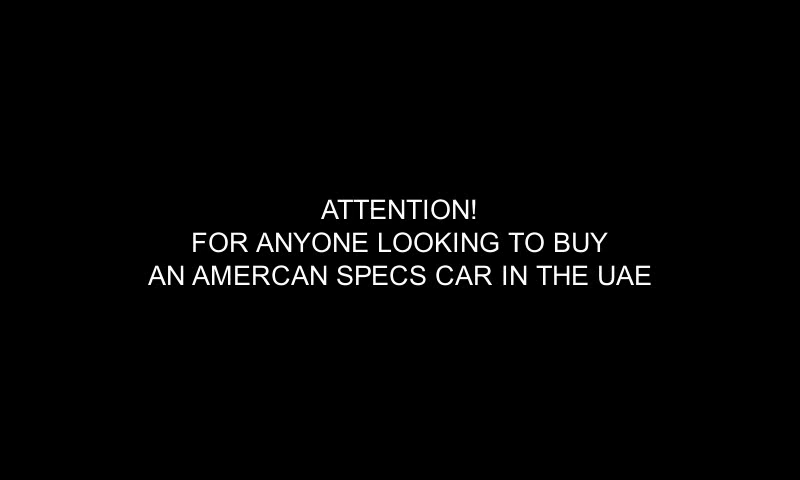 ATTENTION!
FOR ANYONE LOOKING TO BUY
AN AMERCAN SPECS CAR IN THE UAE